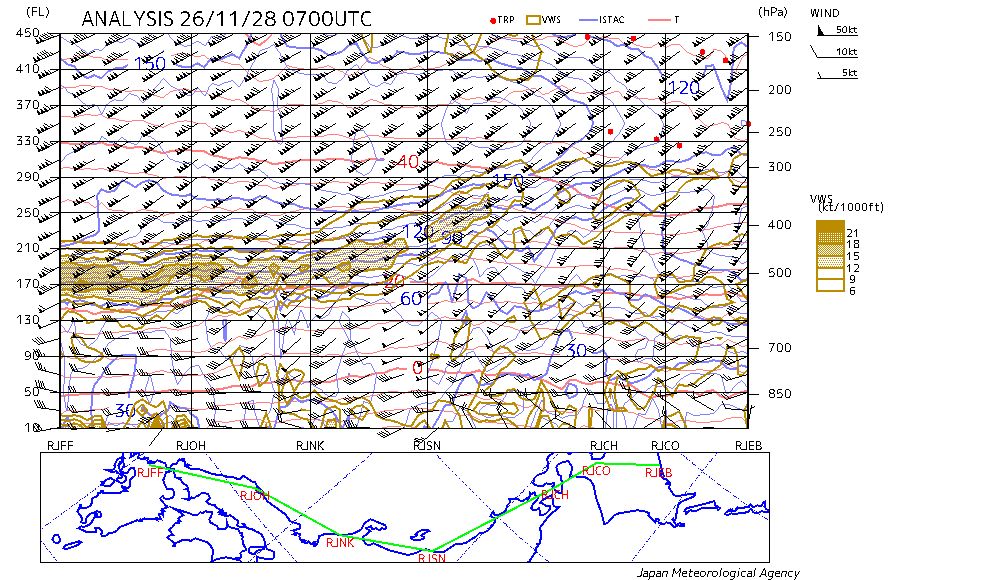 (FL) ANALYSIS 26/11/28 0700UTC TRP VWS ISTAC T (hPa) WIND
450 150 50kt
150
410 10kt
120
5kt
370 200
330 250
-40
290 300
150
250 VWS
(kt/1000ft)
120 90 400
210 21
18
15
170 500 12
60 9
6
130
30 700
90
0
50 850
30
10
RJFF RJOH RJNK RJSN RJCH RJCO RJEB
RJFF RJOH RJNK RJSN RJCH RJCO RJEB
Japan Meteorological Agency